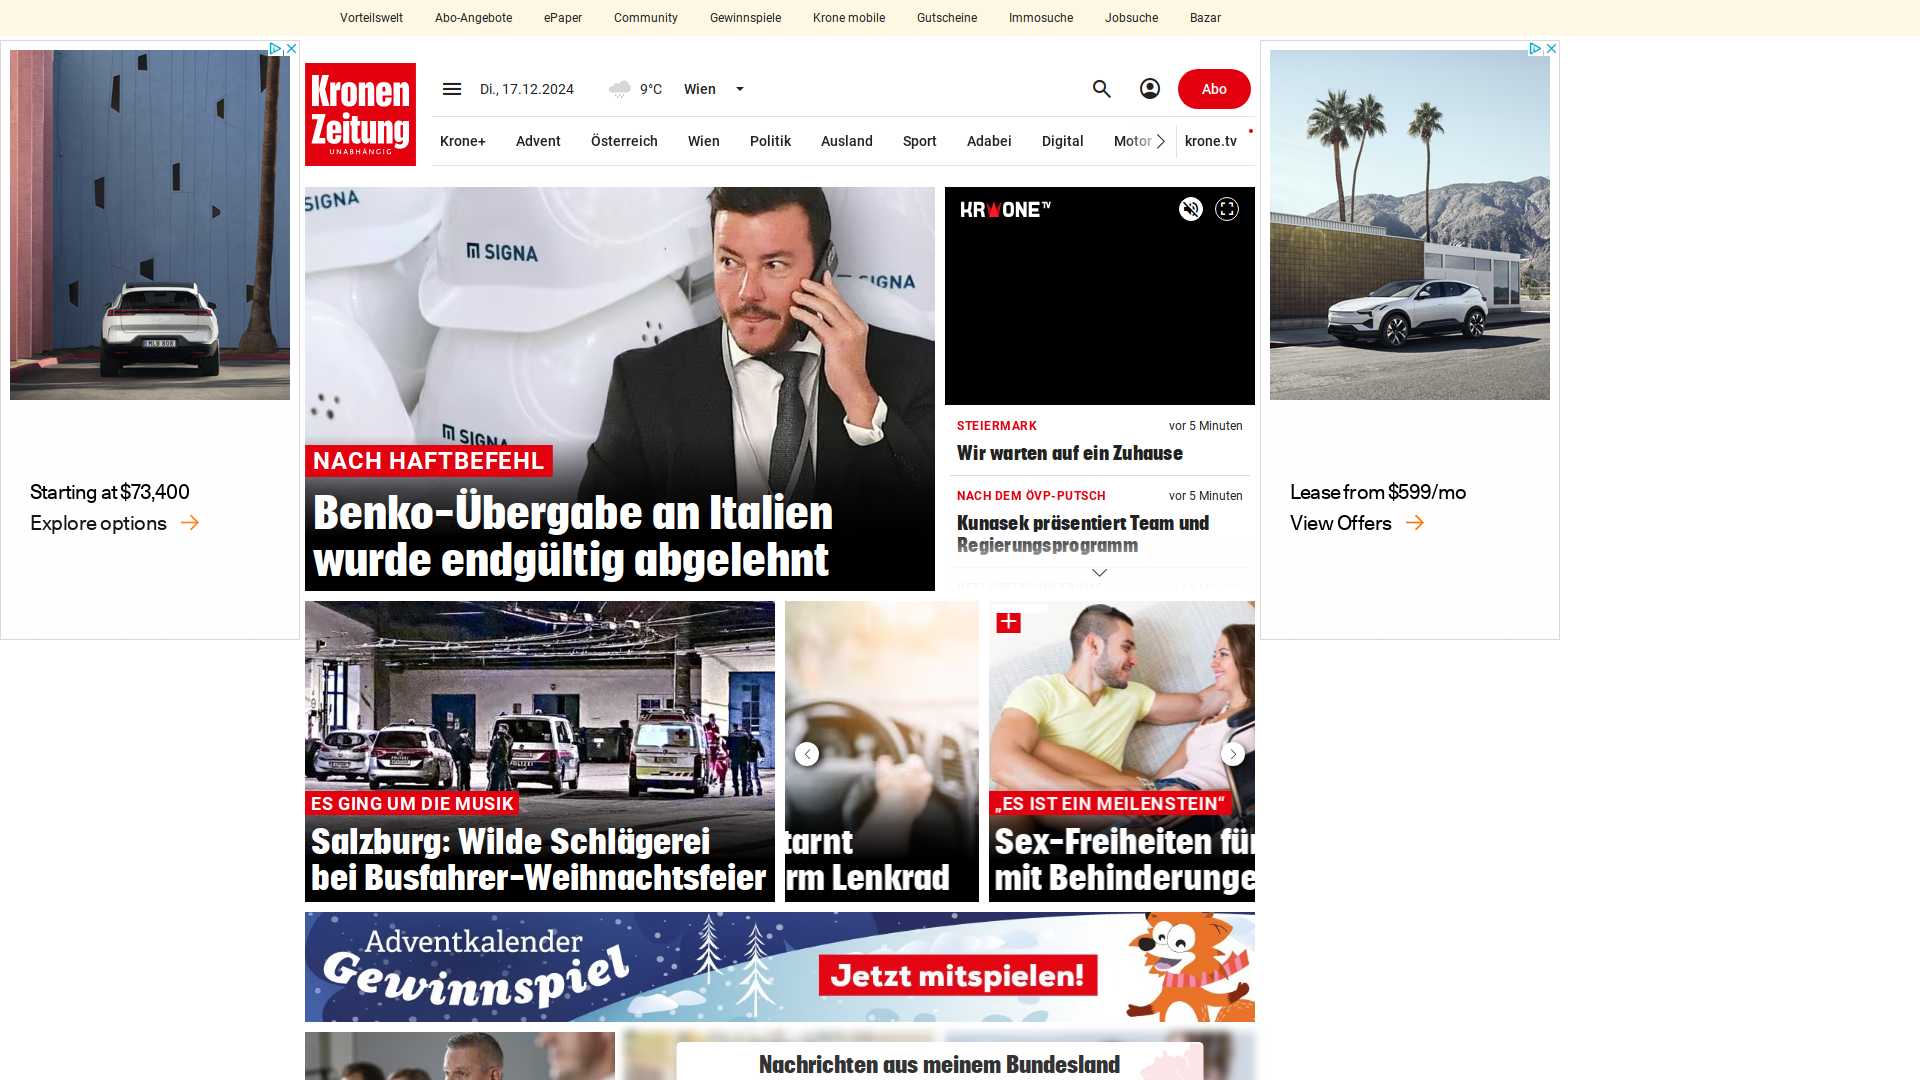 Vorteilswelt Abo-Angebote ePaper Community Gewinnspiele Krone mobile Gutscheine Immosuche Jobsuche Bazar
Kronen
Zeitung
UNABHÄNGIG
Di., 17.12.2024 9°C Wien Abo
Krone+ Advent Österreich Wien Politik Ausland Sport Adabei Digital Motor krone.tv
Starting at $73,400
Explore options
SIGNA
SIGNA
SIGNA
SIGNA
NACH HAFTBEFEHL
Benko-Übergabe an Italien
wurde endgültig abgelehnt
KRONE TV
STEIERMARK vor 5 Minuten
Wir warten auf ein Zuhause
NACH DEM ÖVP-PUTSCH vor 5 Minuten
Kunasek präsentiert Team und
Regierungsprogramm
Lease from $599/mo
View Offers
ES GING UM DIE MUSIK
Salzburg: Wilde Schlägerei
bei Busfahrer-Weihnachtsfeier
tarnt
rm Lenkrad
„ES IST EIN MEILENSTEIN“
Sex-Freiheiten für
mit Behinderunge
Adventkalender
Gewinnspiel
Jetzt mitspielen!
Nachrichten aus meinem Bundesland